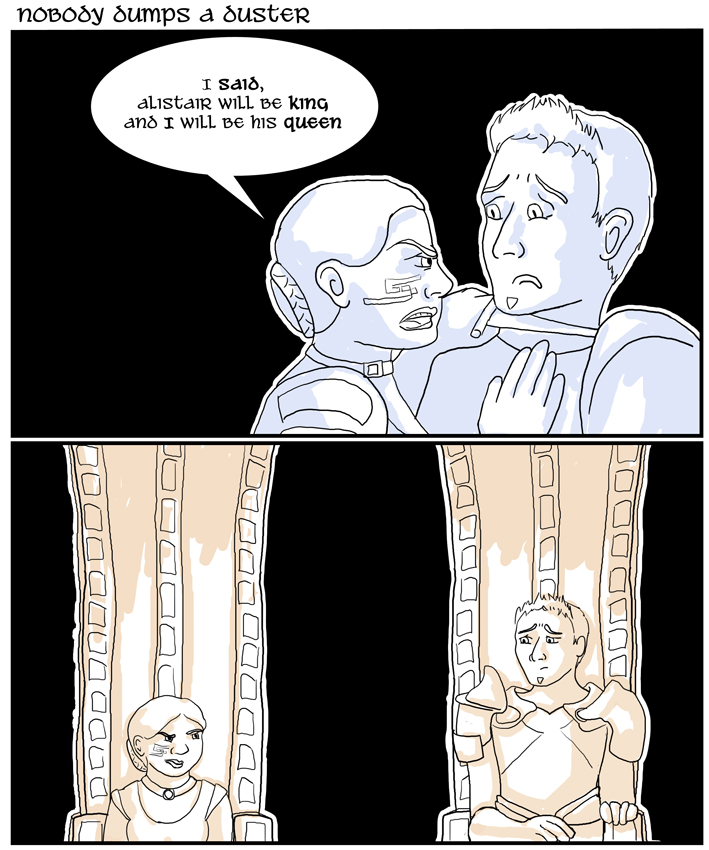 NOBODY DUMPS A DUSTER
I SAID,
ALISTAIR WILL BE KING
AND I WILL BE HIS QUEEN